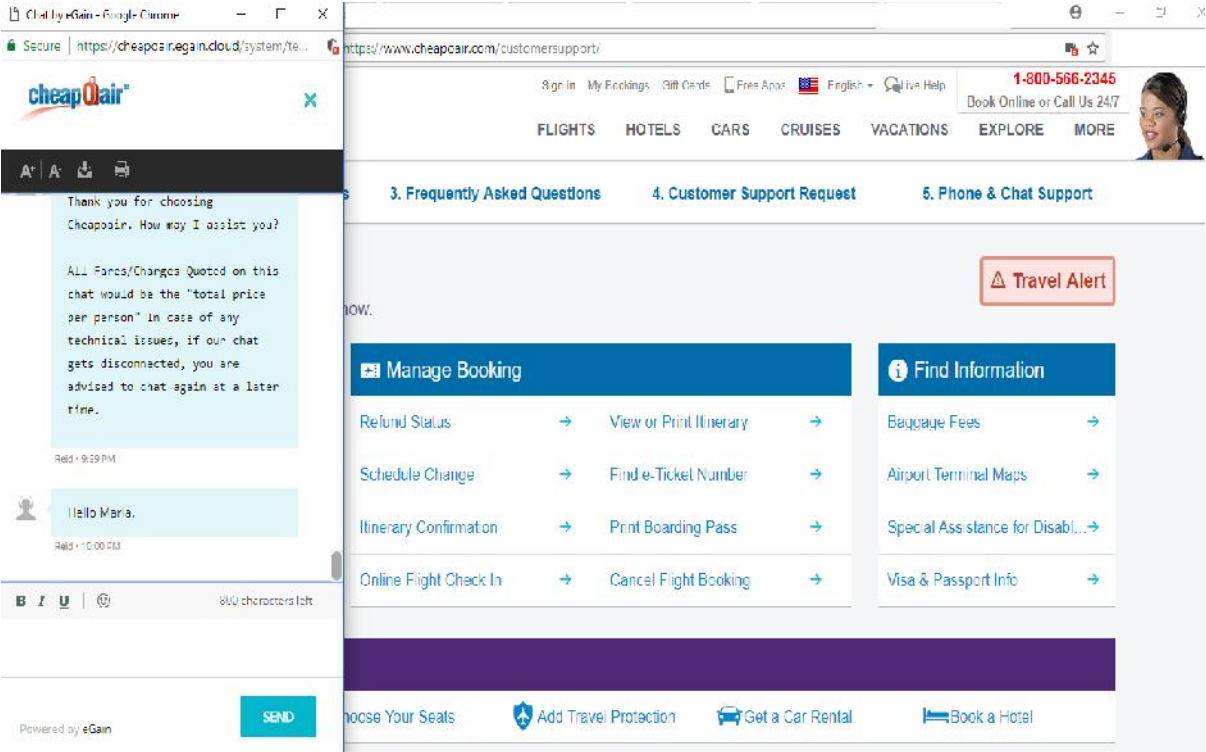 Chat by eGain - Google Chrome
Secure | https://cheapoair.egain.cloud/system/te...
cheapOair®
A+ A-
Thank you for choosing
Cheapoair. How may I assist you?
All Fares/Charges Quoted on this
chat would be the "total price
per person" In case of any
technical issues, if our chat
gets disconnected, you are
advised to chat again at a later
time.
Reid • 9:59 PM
Hello Maria.
Reid • 10:00 PM
B I U
800 characters left
SEND
Powered by eGain
https://www.cheapoair.com/customersupport/
Sign In My Bookings Gift Cards Free Apps English Live Help
1-800-566-2345
Book Online or Call Us 24/7
FLIGHTS HOTELS CARS CRUISES VACATIONS EXPLORE MORE
s 3. Frequently Asked Questions 4. Customer Support Request 5. Phone & Chat Support
Travel Alert
now.
Manage Booking
Refund Status View or Print Itinerary
Schedule Change Find e-Ticket Number
Itinerary Confirmation Print Boarding Pass
Online Flight Check In Cancel Flight Booking
Find Information
Baggage Fees
Airport Terminal Maps
Special Assistance for Disabl...
Visa & Passport Info
hoose Your Seats Add Travel Protection Get a Car Rental Book a Hotel